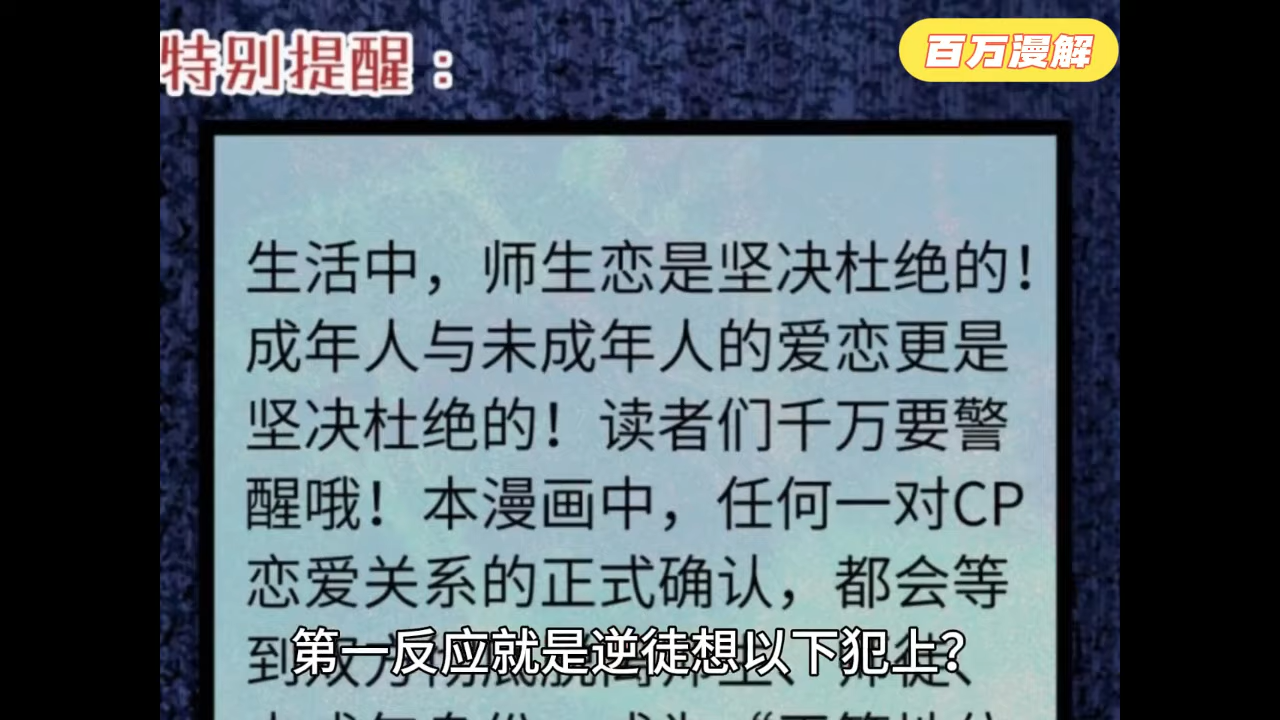 特别提醒：
百万漫解
生活中，师生恋是坚决杜绝的！
成年人与未成年人的爱恋更是
坚决杜绝的！读者们千万要警
醒哦！本漫画中，任何一对CP
恋爱关系的正式确认，都会等
到双方
第一反应就是逆徒想以下犯上？